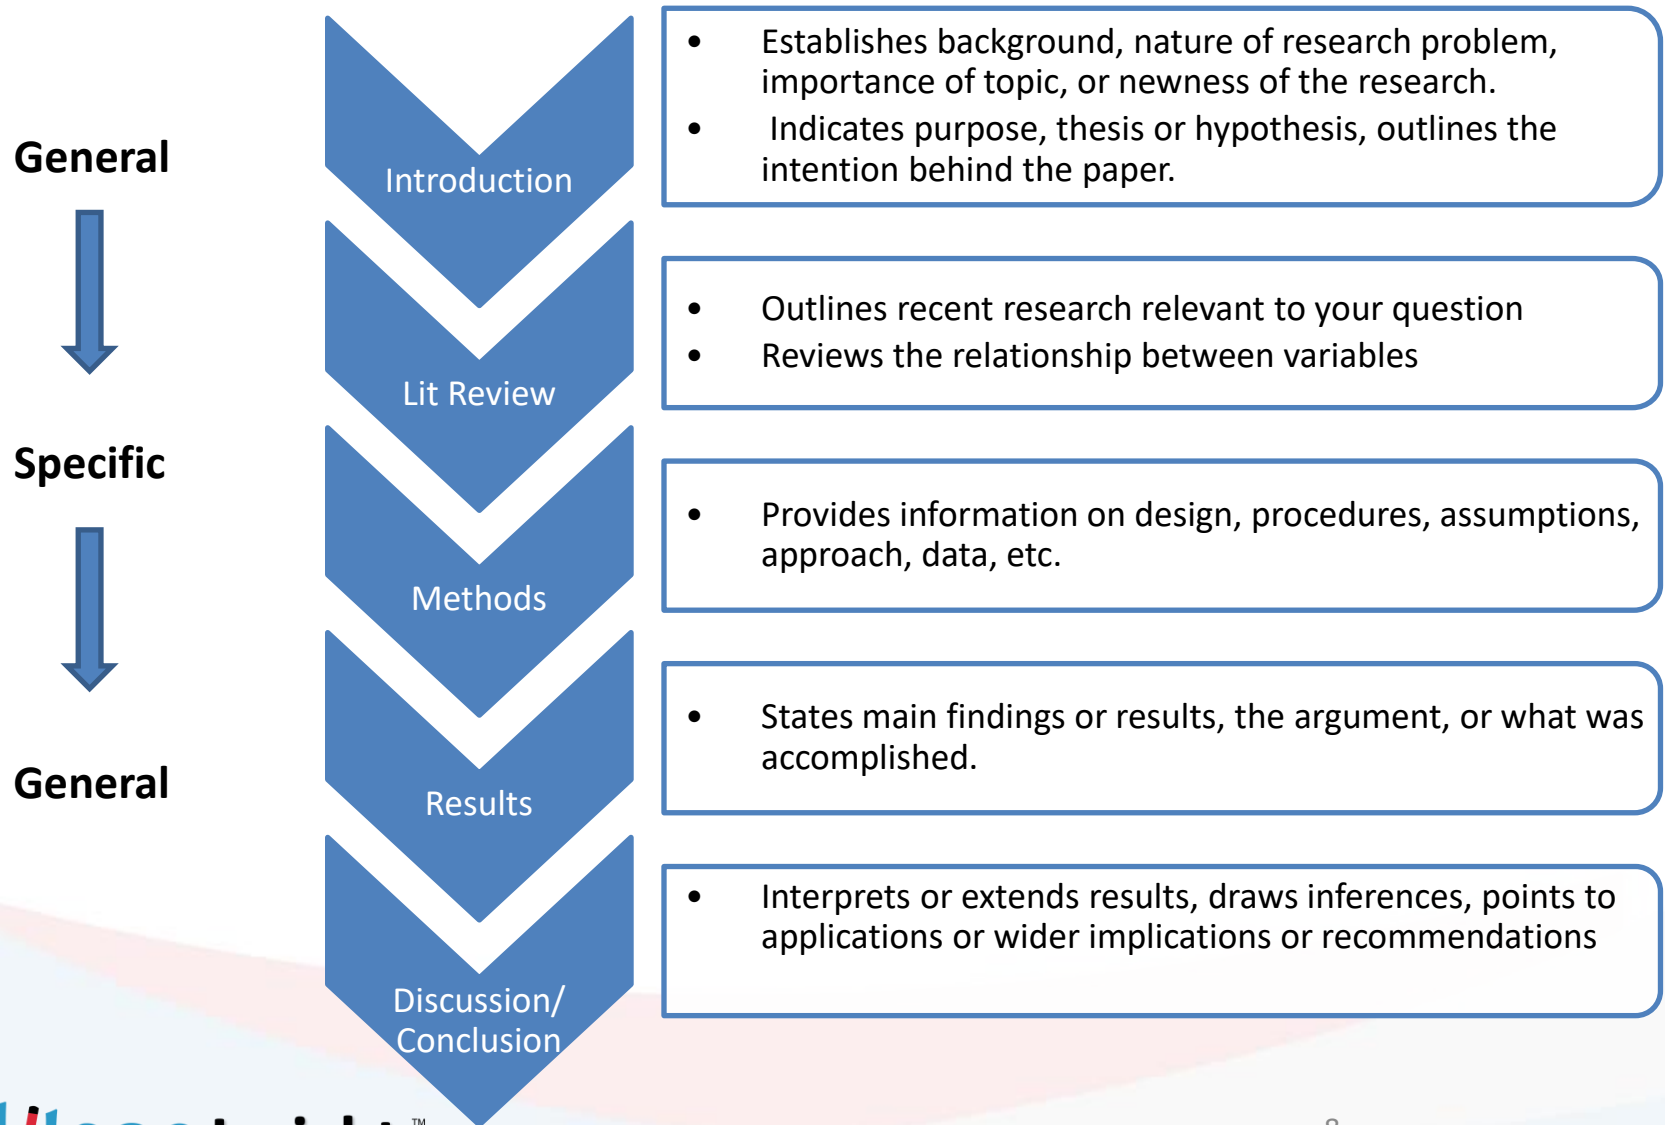 General
Specific
General
Introduction
• Establishes background, nature of research problem,
importance of topic, or newness of the research.
• Indicates purpose, thesis or hypothesis, outlines the
intention behind the paper.
Lit Review
• Outlines recent research relevant to your question
• Reviews the relationship between variables
Methods
• Provides information on design, procedures, assumptions,
approach, data, etc.
Results
• States main findings or results, the argument, or what was
accomplished.
Discussion/
Conclusion
• Interprets or extends results, draws inferences, points to
applications or wider implications or recommendations